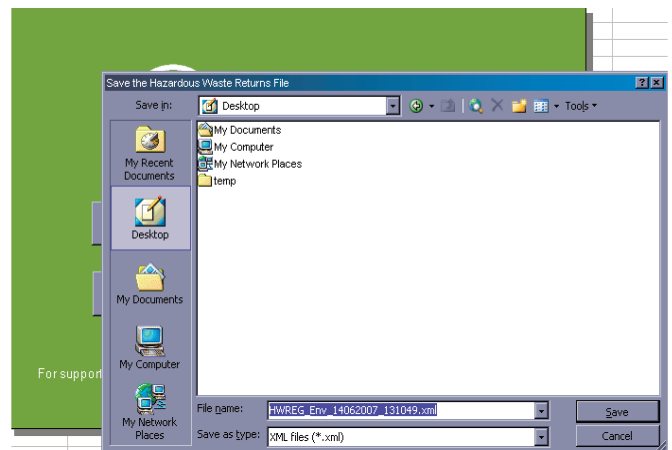 Save the Hazardous Waste Returns File
Save in:
Desktop
Tools
My Documents
My Computer
My Network Places
temp
My Recent
Documents
Desktop
My Documents
My Computer
My Network
Places
For support
File name:
HWREG_Env_14062007_131049.xml
Save
Save as type:
XML files (*.xml)
Cancel